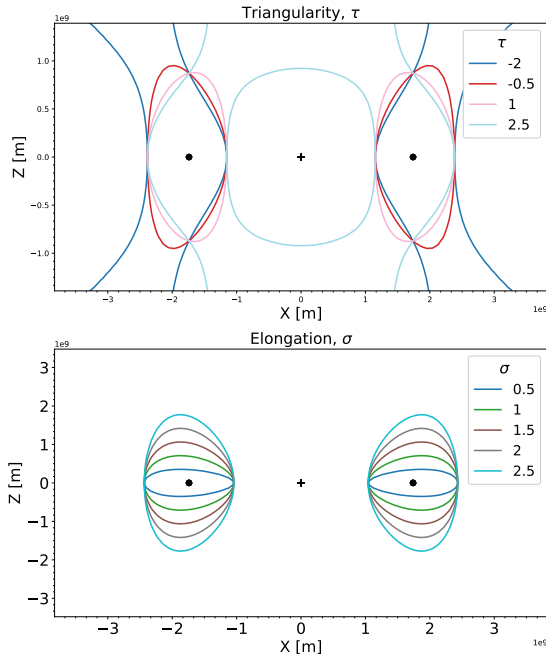 Triangularity, τ
1e9
1.0
0.5
0.0
−0.5
−1.0
Z [m]
τ
-2
-0.5
1
2.5
−3 −2 −1 0 1 2 3
1e9
X [m]
Elongation, σ
1e9
3
2
1
0
−1
−2
−3
Z [m]
σ
0.5
1
1.5
2
2.5
−3 −2 −1 0 1 2 3
1e9
X [m]